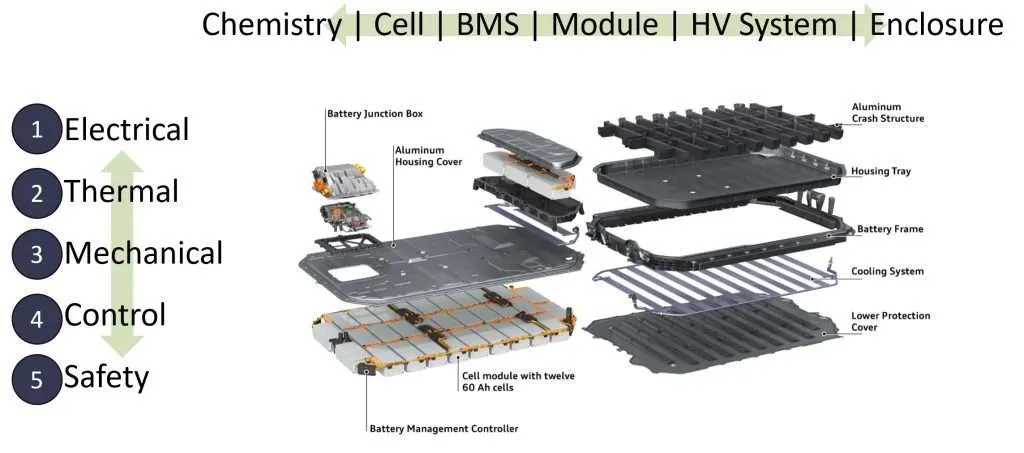 Chemistry | Cell | BMS | Module | HV System | Enclosure
1 Electrical
2 Thermal
3 Mechanical
4 Control
5 Safety
Battery Junction Box
Aluminum
Housing Cover
Cell module with twelve
60 Ah cells
Battery Management Controller
Aluminum
Crash Structure
Housing Tray
Battery Frame
Cooling System
Lower Protection
Cover